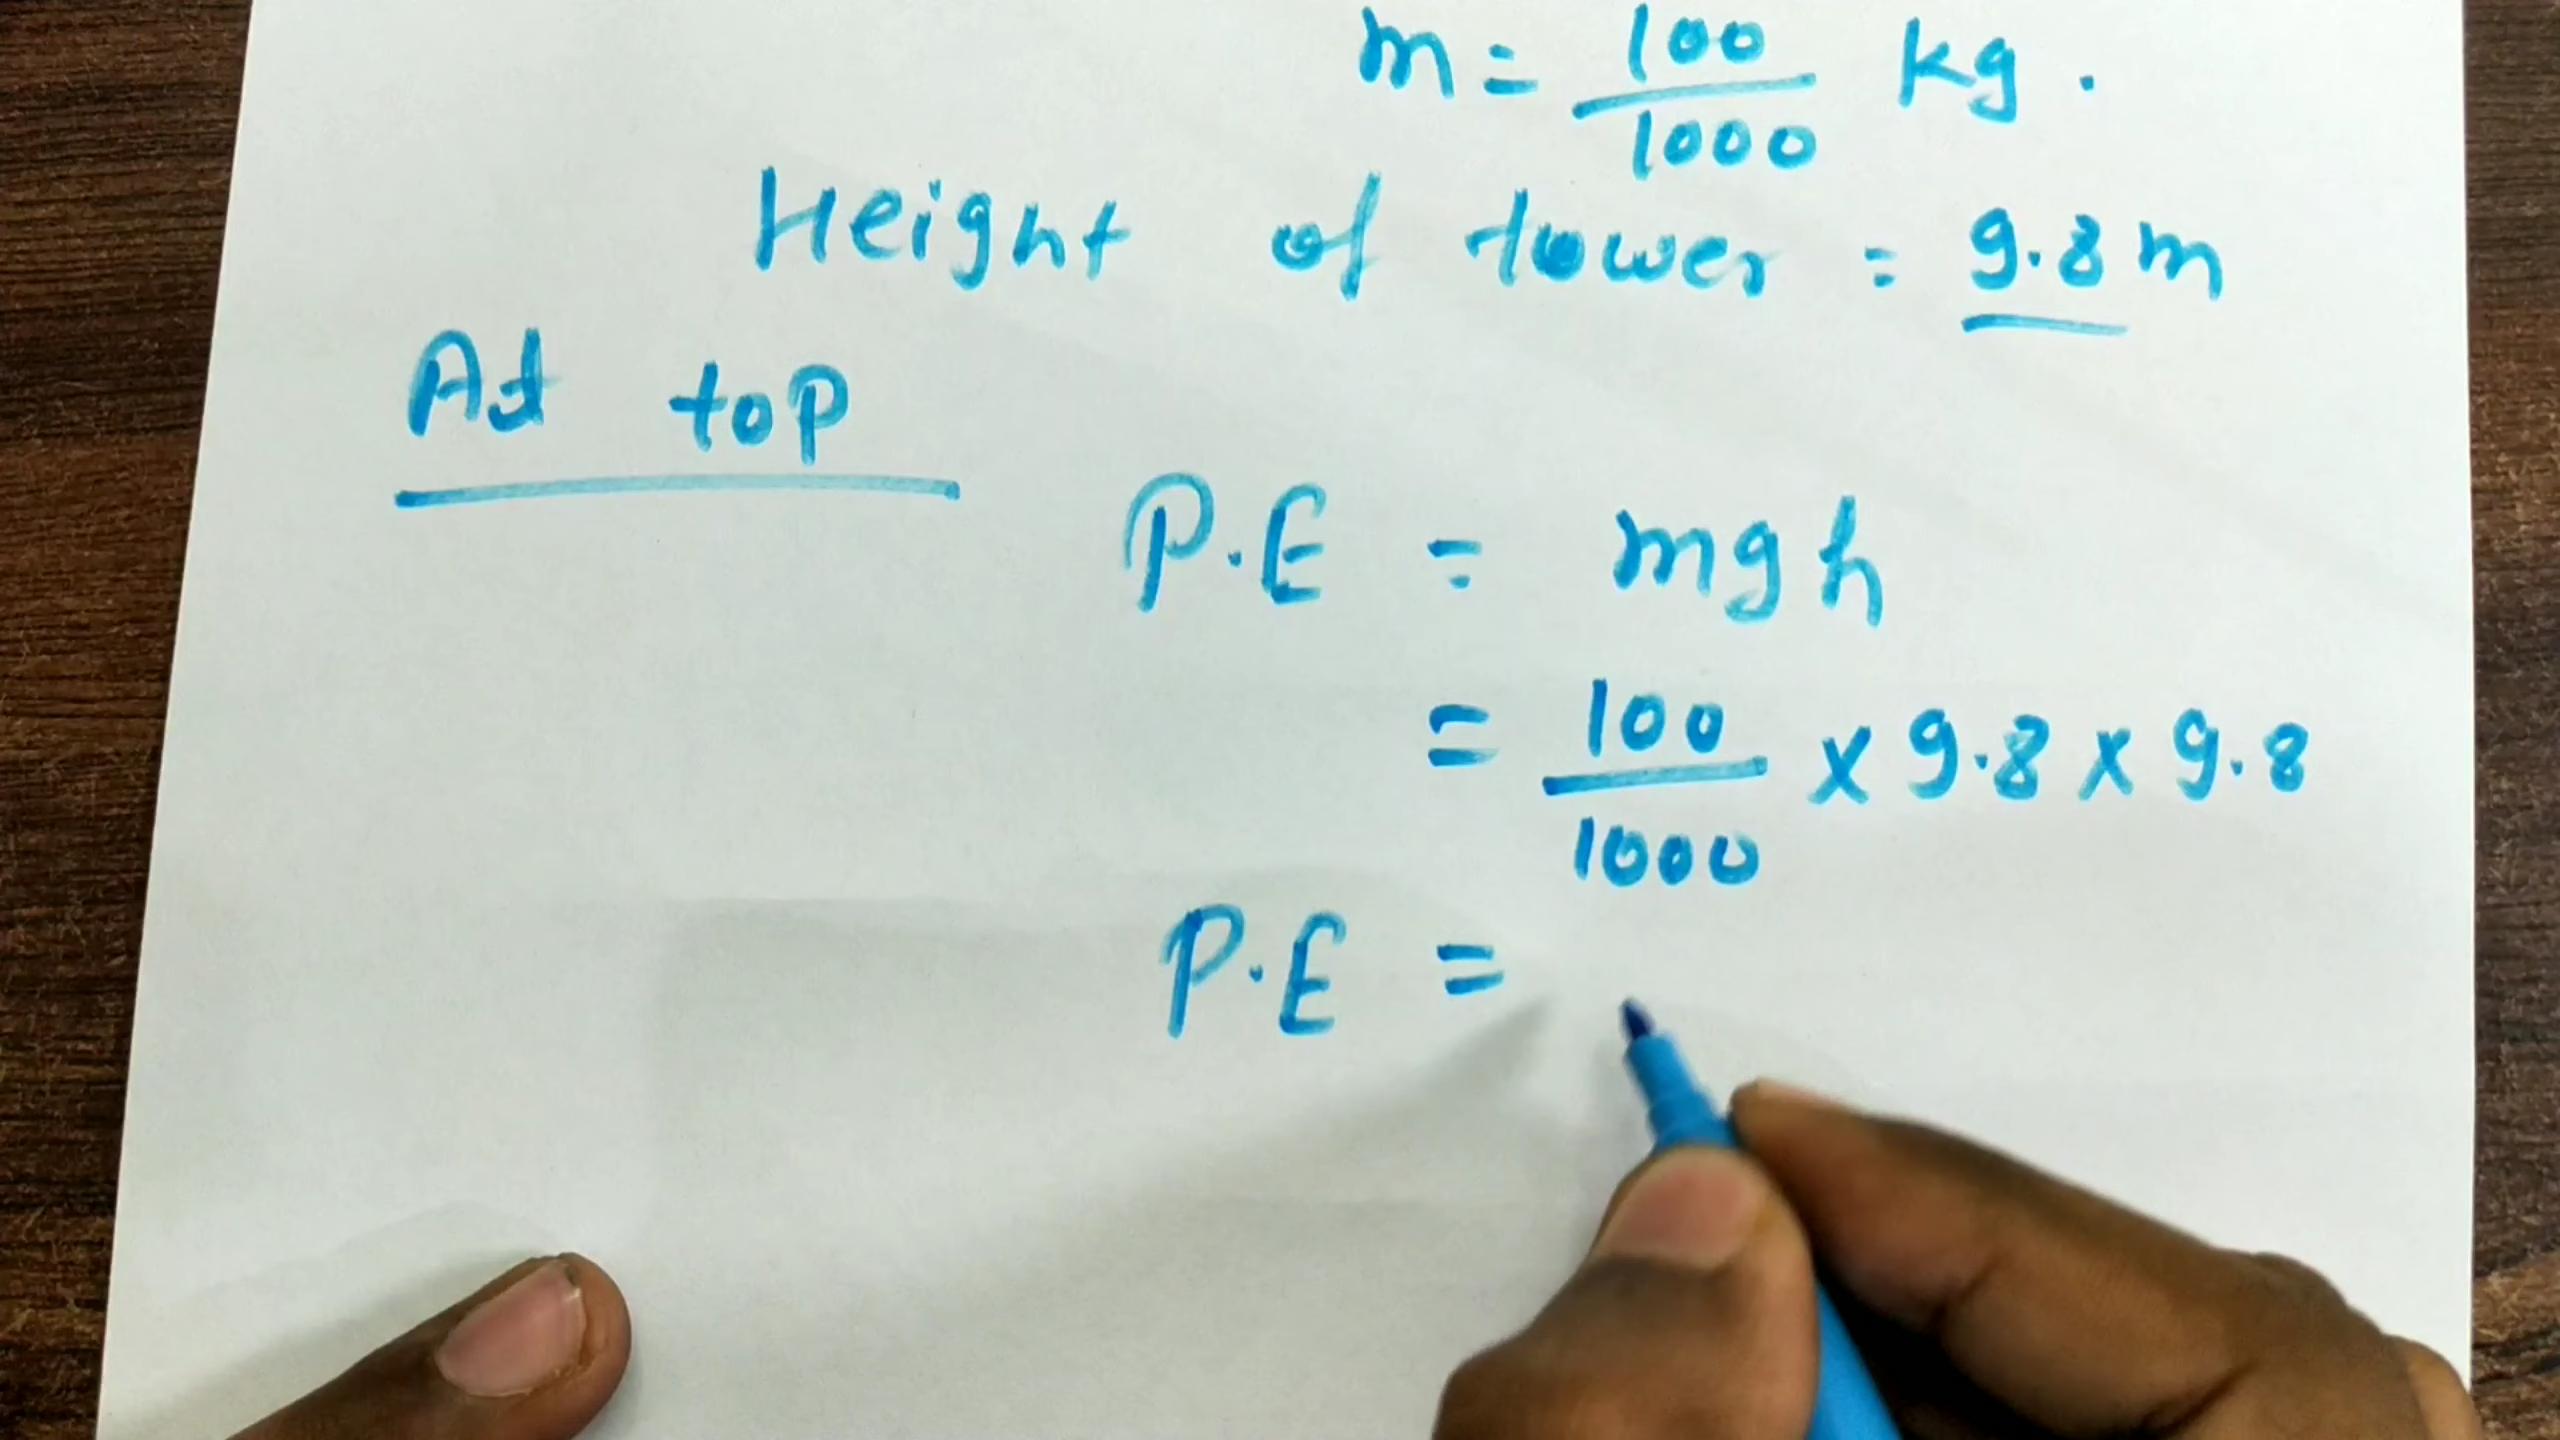 m = 100/1000 kg.
Height of tower = 9.8 m
At top
P.E = mgh
= 100/1000 x 9.8 x 9.8
P.E =